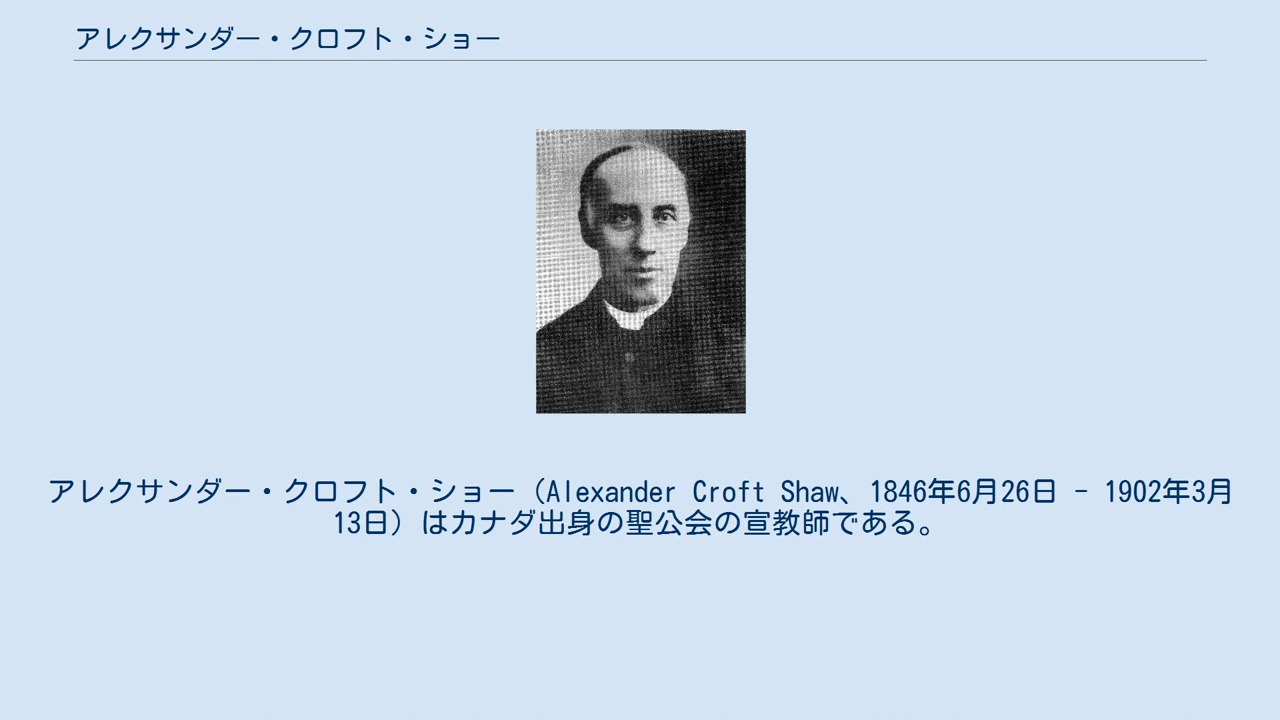 アレクサンダー・クロフト・ショー
アレクサンダー・クロフト・ショー（Alexander Croft Shaw、1846年6月26日 - 1902年3月
13日）はカナダ出身の聖公会の宣教師である。